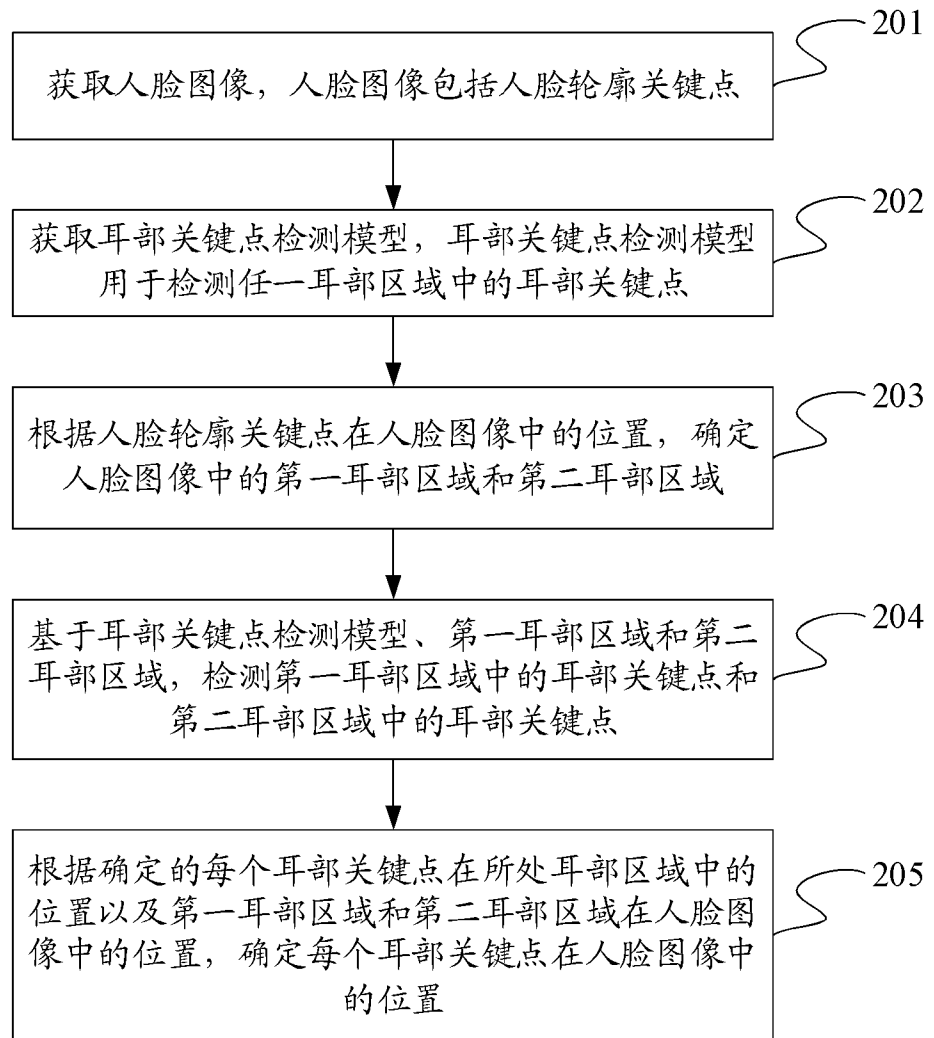 201
获取人脸图像，人脸图像包括人脸轮廓关键点
202
获取耳部关键点检测模型，耳部关键点检测模型
用于检测任一耳部区域中的耳部关键点
203
根据人脸轮廓关键点在人脸图像中的位置，确定
人脸图像中的第一耳部区域和第二耳部区域
204
基于耳部关键点检测模型、第一耳部区域和第二
耳部区域，检测第一耳部区域中的耳部关键点和
第二耳部区域中的耳部关键点
205
根据确定的每个耳部关键点在所处耳部区域中的
位置以及第一耳部区域和第二耳部区域在人脸图
像中的位置，确定每个耳部关键点在人脸图像中
的位置